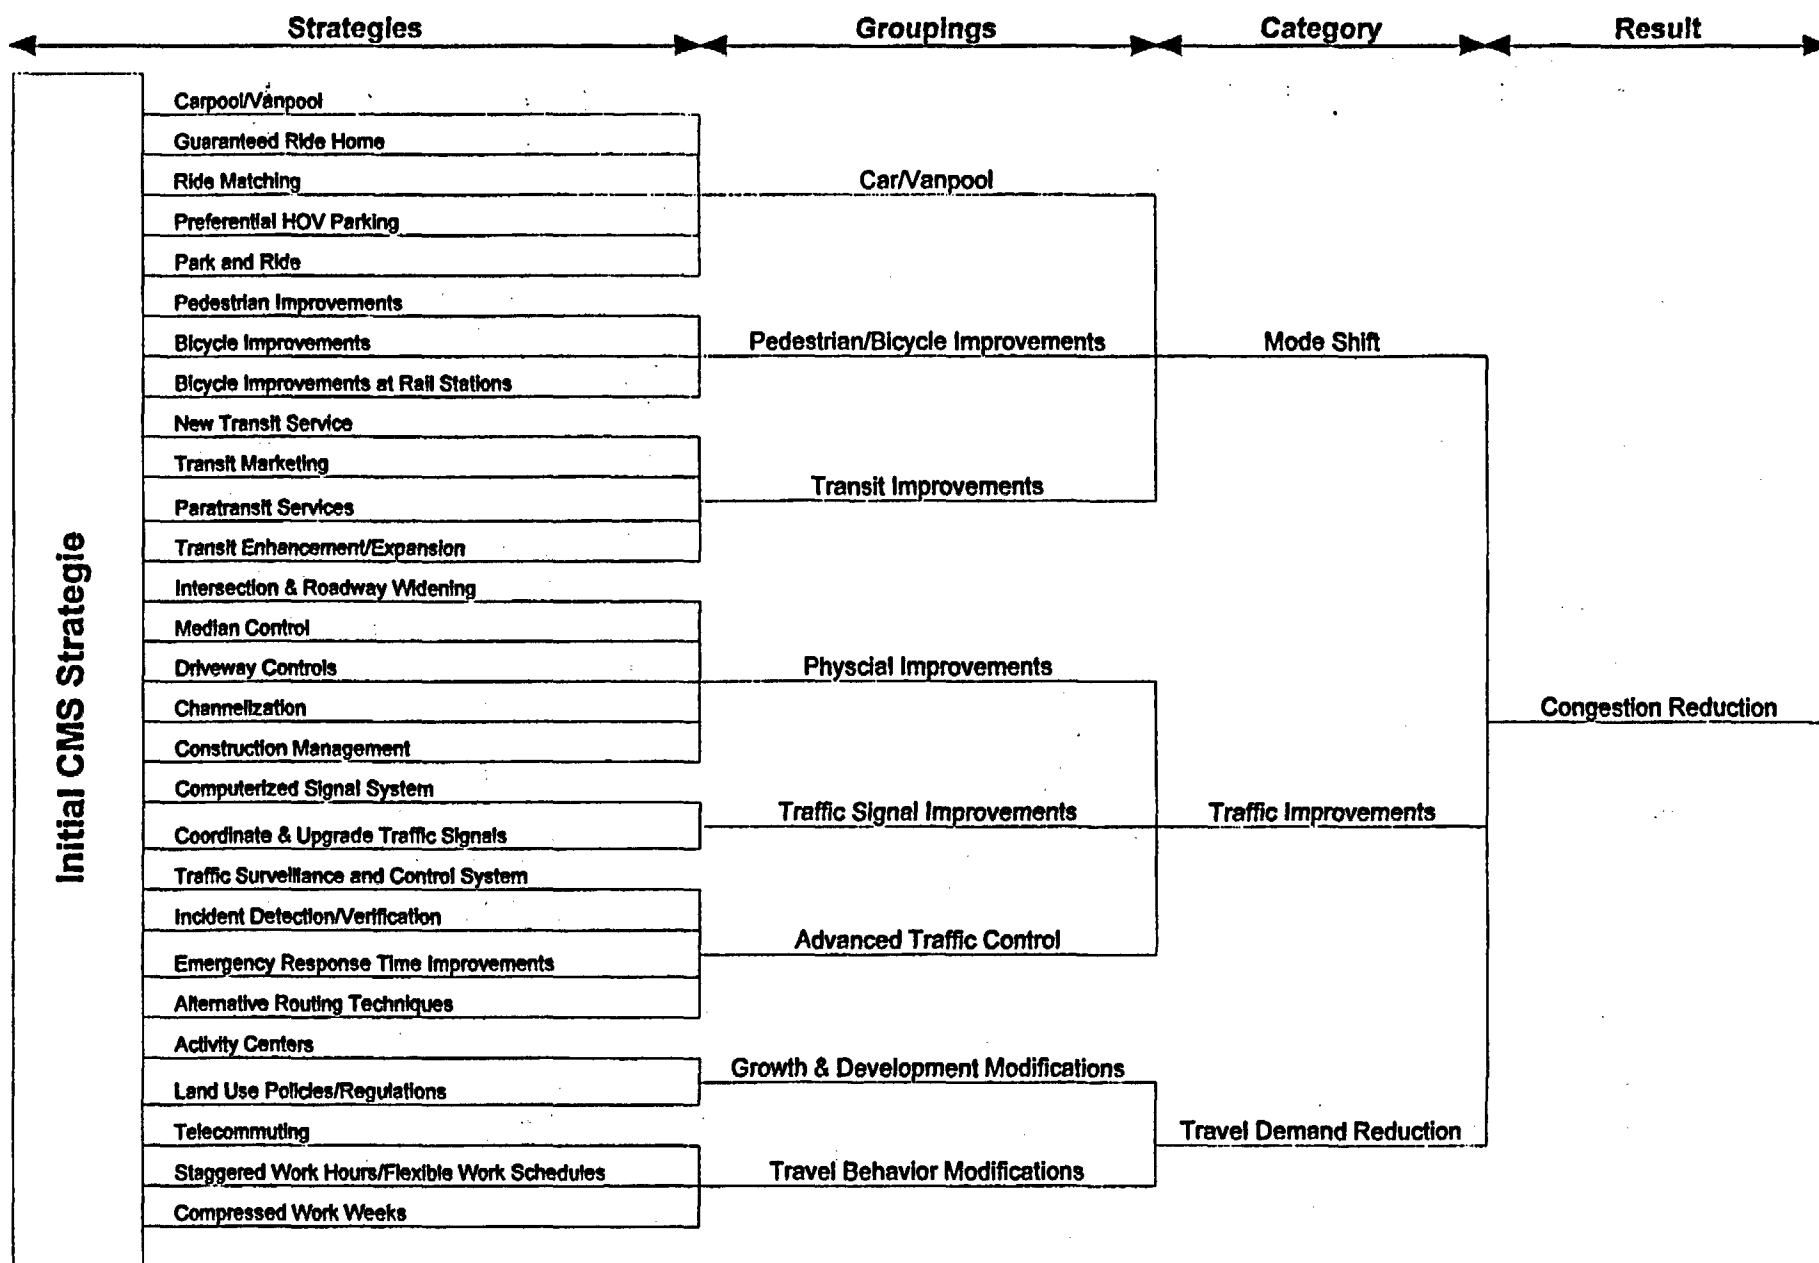 Strategies Groupings Category Result
Initial CMS Strategie
Carpool/Vanpool
Guaranteed Ride Home
Ride Matching
Preferential HOV Parking
Park and Ride
Pedestrian Improvements
Bicycle Improvements
Bicycle Improvements at Rail Stations
New Transit Service
Transit Marketing
Paratransit Services
Transit Enhancement/Expansion
Intersection & Roadway Widening
Median Control
Driveway Controls
Channelization
Construction Management
Computerized Signal System
Coordinate & Upgrade Traffic Signals
Traffic Surveillance and Control System
Incident Detection/Verification
Emergency Response Time Improvements
Alternative Routing Techniques
Activity Centers
Land Use Policies/Regulations
Telecommuting
Staggered Work Hours/Flexible Work Schedules
Compressed Work Weeks
Car/Vanpool
Pedestrian/Bicycle Improvements
Transit Improvements
Physcial Improvements
Traffic Signal Improvements
Advanced Traffic Control
Growth & Development Modifications
Travel Behavior Modifications
Mode Shift
Traffic Improvements
Travel Demand Reduction
Congestion Reduction